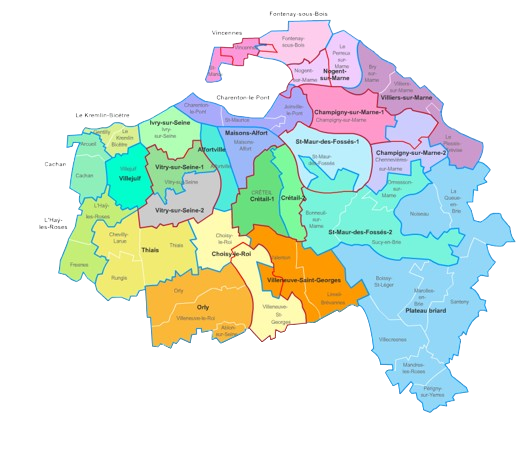 Fontenay-sous-Bois
Vincennes
Fontenay-
sous-Bois
Vincennes
St-
Mandé
Le
Perreux
sur-
Marne
Nogent-
sur-Marne
Nogent-
sur-Marne
Bry
sur-
Marne
Villiers-
sur-
Marne
Villiers-sur-Marne
Charenton-le Pont
Charenton-
le-Pont
Joinville-
le-Pont
St-Maurice
Champigny-sur-Marne-1
Champigny-sur-Marne
Le Kremlin-Bicêtre
Gentilly
Le
Kremlin
Bicêtre
Ivry-sur-Seine
Ivry-
sur-Seine
Alfortville
Alfortville
Maisons-Alfort
Maisons-
Alfort
St-Maur-des-Fossés-1
St-Maur-
des-
Fossés
Champigny-sur-Marne-2
Chennevières-
sur-Marne
Le
Plessis-
Trévise
Arcueil
Cachan
Cachan
Villejuif
Villejuif
Vitry-sur-Seine-1
Vitry-sur-Seine
Vitry-sur-Seine-2
CRÉTEIL
Crétail-1
Crétail-2
Ormesson-
sur-
Marne
La
Queue-
en-
Brie
Noiseau
L'Hay-
les-Roses
L'Haÿ-
les-Roses
Chevilly-
Larue
Thiais
Thiais
Choisy-
le-Roi
Choisy-le-Roi
Bonneuil-
sur-
Marne
St-Maur-des-Fossés-2
Sucy-en-Brie
Fresnes
Rungis
Orly
Orly
Villeneuve-le-Roi
Ablon-
sur-Seine
Valenton
Villeneuve-Saint-Georges
Villeneuve-
St-
Georges
Limeil-
Brévannes
Boissy-
St-Léger
Marolles-
en-
Brie
Santeny
Plateau briard
Villecresnes
Mandres-
les-Roses
Périgny-
sur-Yerres